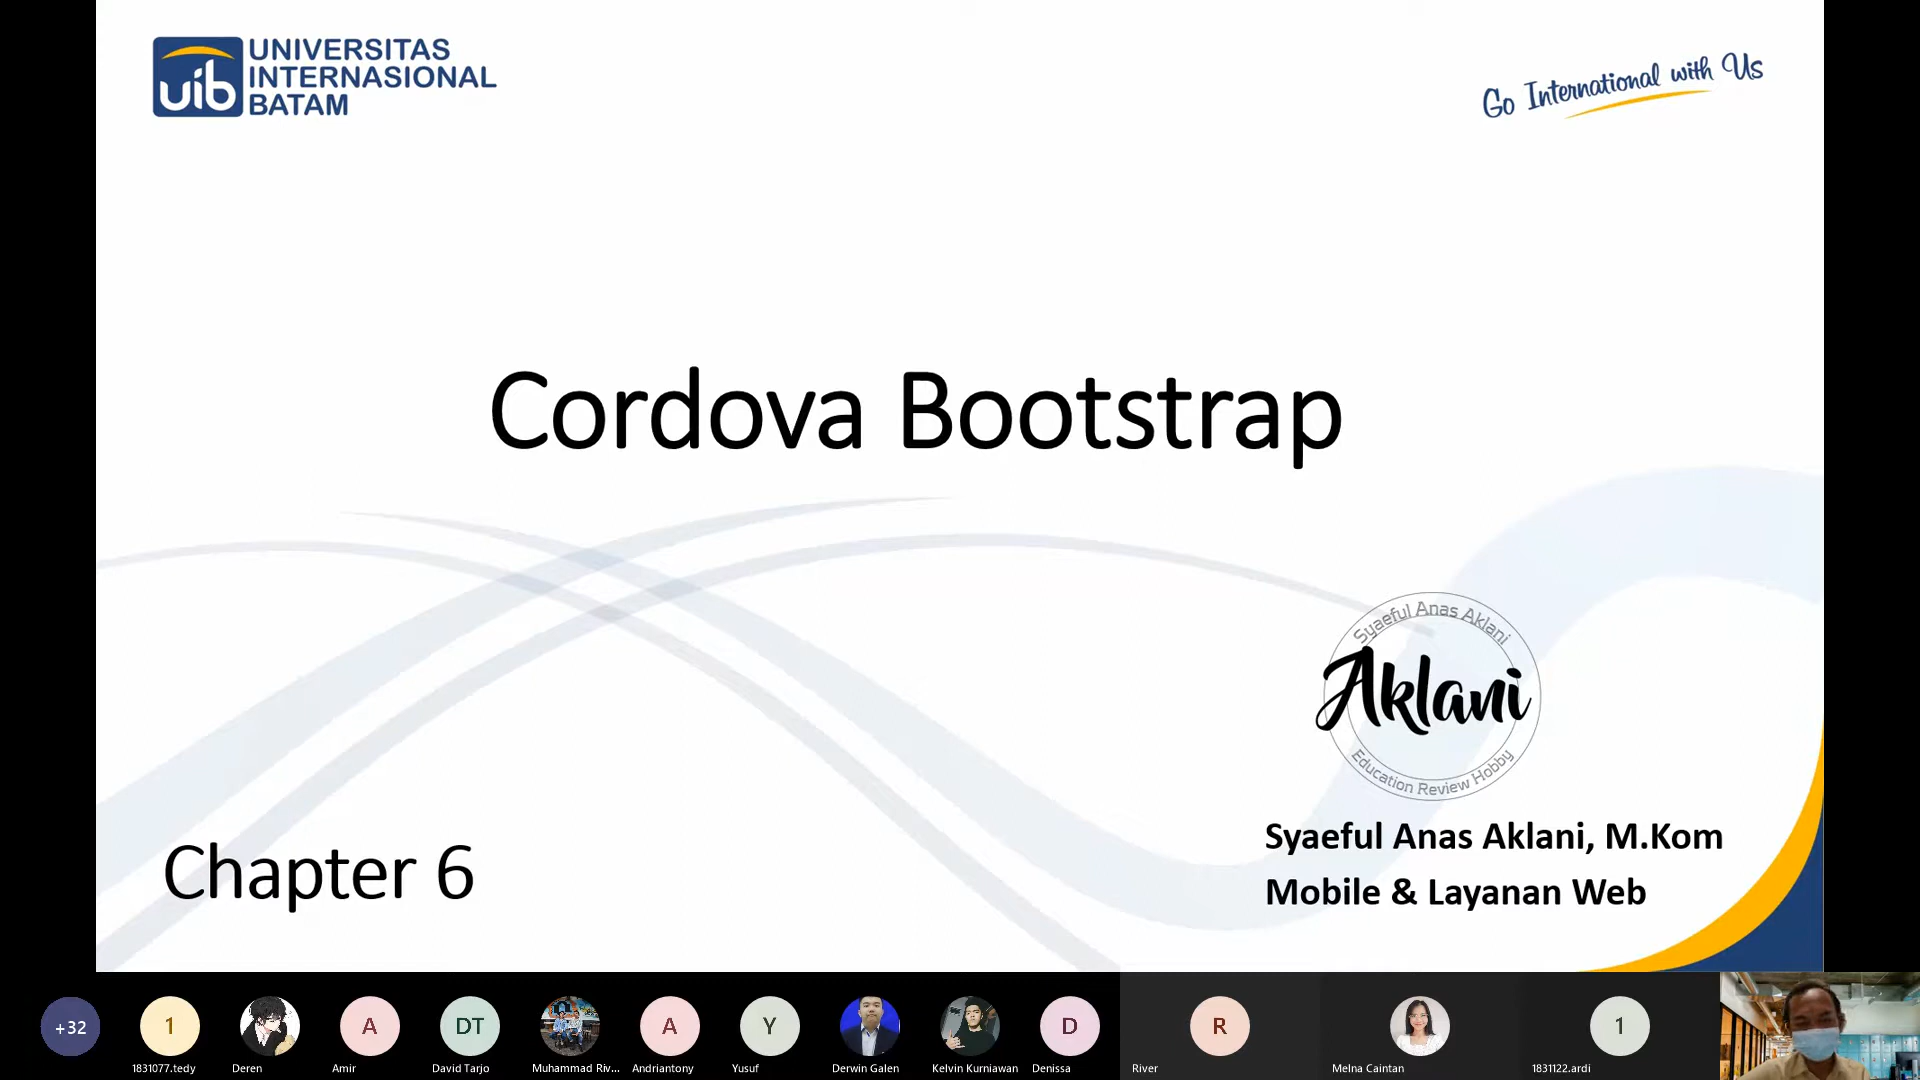 uib
UNIVERSITAS
INTERNASIONAL
BATAM
Go International with Us
Cordova Bootstrap
Syaeful Anas Aklani
Aklani
Education Review Hobby
Chapter 6
Syaeful Anas Aklani, M.Kom
Mobile & Layanan Web
+32
1
A
DT
A
Y
D
R
1
1831077.tedy
Deren
Amir
David Tarjo
Muhammad Riv...
Andriantony
Yusuf
Derwin Galen
Kelvin Kurniawan
Denissa
River
Melna Caintan
1831122.ardi